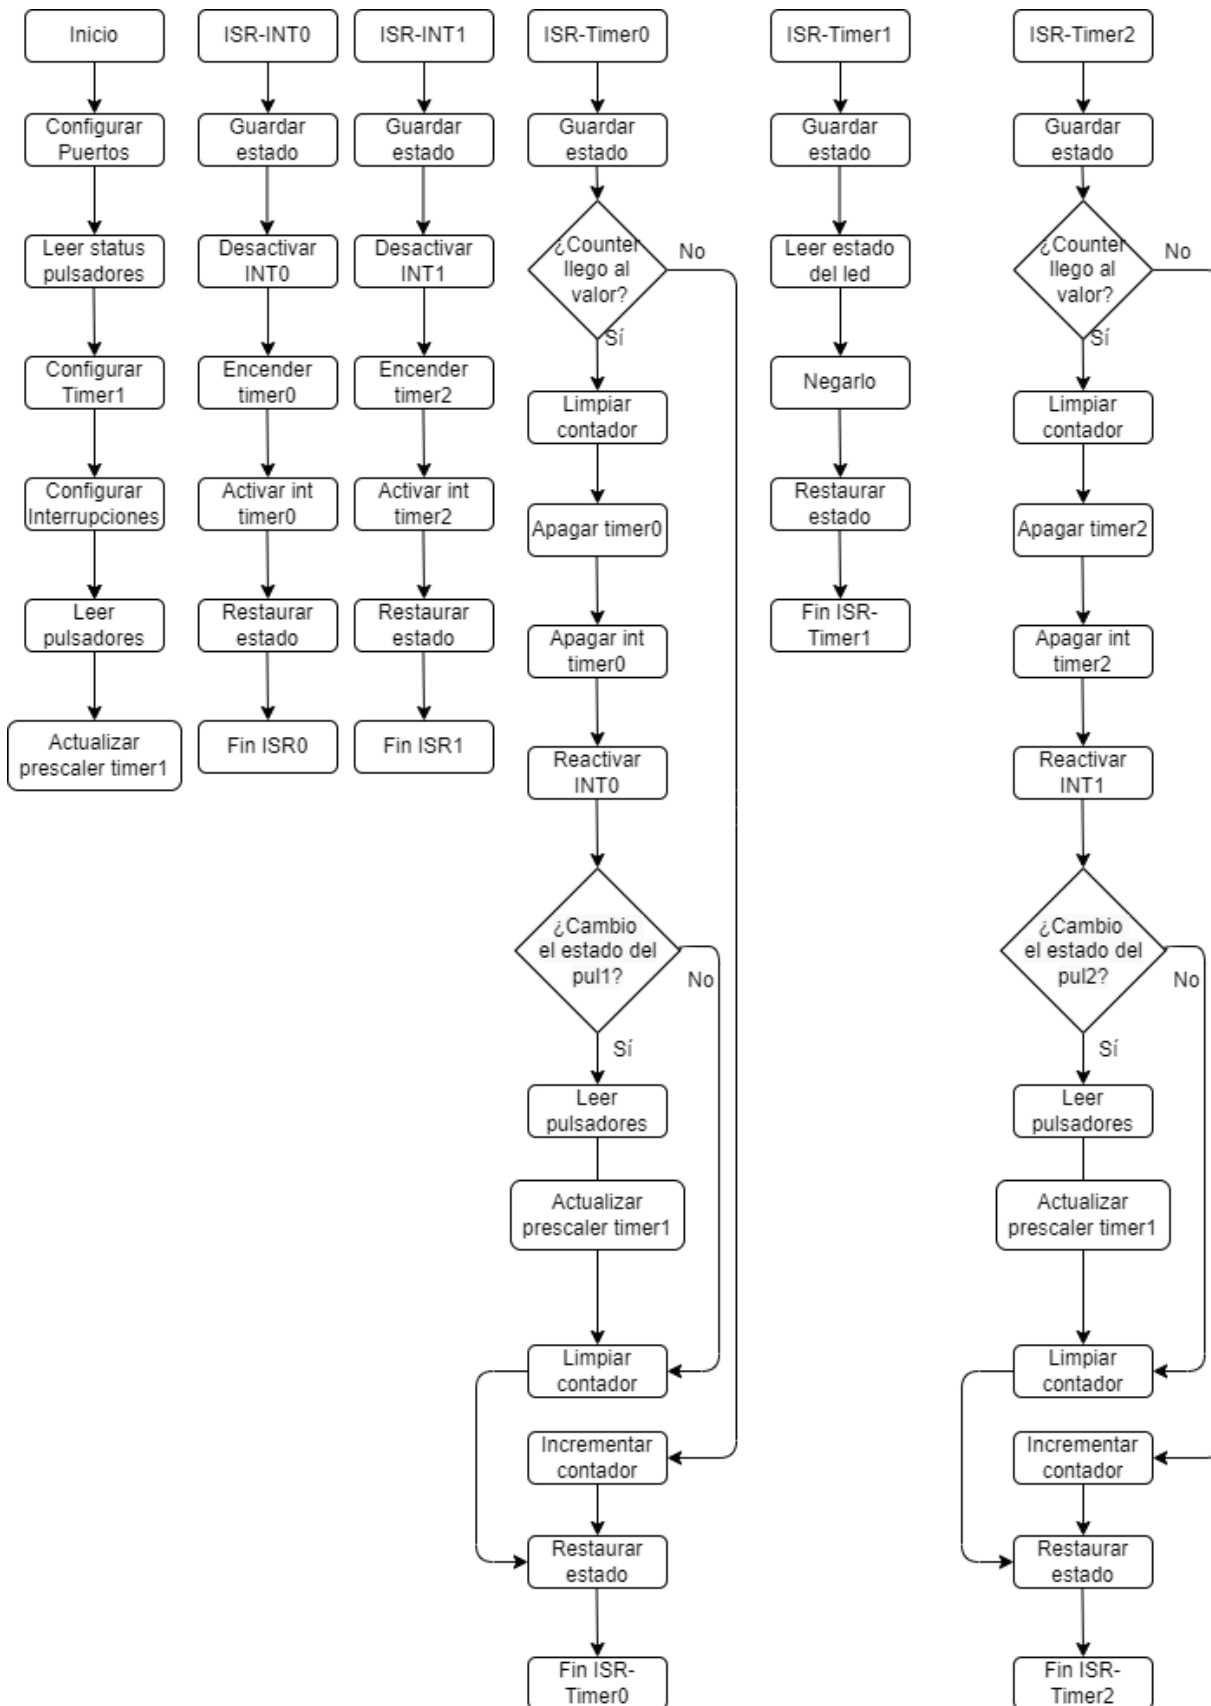 Inicio
Configurar
Puertos
Leer status
pulsadores
Configurar
Timer1
Configurar
Interrupciones
Leer
pulsadores
Actualizar
prescaler timer1
ISR-INT0
Guardar
estado
Desactivar
INT0
Encender
timer0
Activar int
timer0
Restaurar
estado
Fin ISR0
ISR-INT1
Guardar
estado
Desactivar
INT1
Encender
timer2
Activar int
timer2
Restaurar
estado
Fin ISR1
ISR-Timer0
Guardar
estado
¿Counter
llego al
valor?
No
Sí
Limpiar
contador
Apagar timer0
Apagar int
timer0
Reactivar
INT0
¿Cambio
el estado del
pul1?
No
Sí
Leer
pulsadores
Actualizar
prescaler timer1
Limpiar
contador
Incrementar
contador
Restaurar
estado
Fin ISR-
Timer0
ISR-Timer1
Guardar
estado
Leer estado
del led
Negarlo
Restaurar
estado
Fin ISR-
Timer1
ISR-Timer2
Guardar
estado
¿Counter
llego al
valor?
No
Sí
Limpiar
contador
Apagar timer2
Apagar int
timer2
Reactivar
INT1
¿Cambio
el estado del
pul2?
No
Sí
Leer
pulsadores
Actualizar
prescaler timer1
Limpiar
contador
Incrementar
contador
Restaurar
estado
Fin ISR-
Timer2